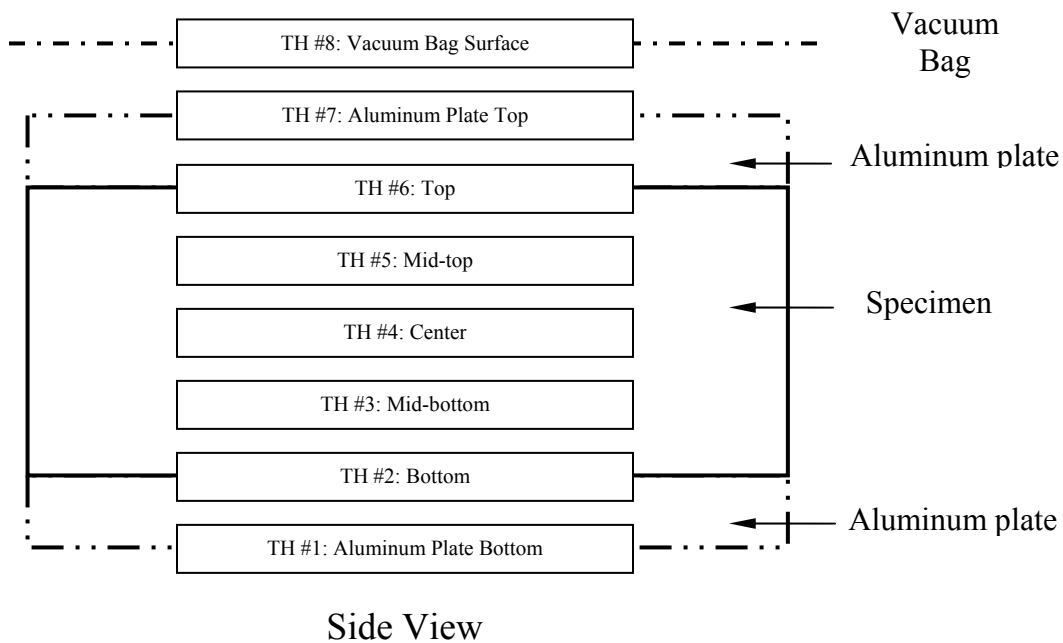 TH #8: Vacuum Bag Surface
Vacuum
Bag
TH #7: Aluminum Plate Top
Aluminum plate
TH #6: Top
TH #5: Mid-top
Specimen
TH #4: Center
TH #3: Mid-bottom
TH #2: Bottom
Aluminum plate
TH #1: Aluminum Plate Bottom
Side View